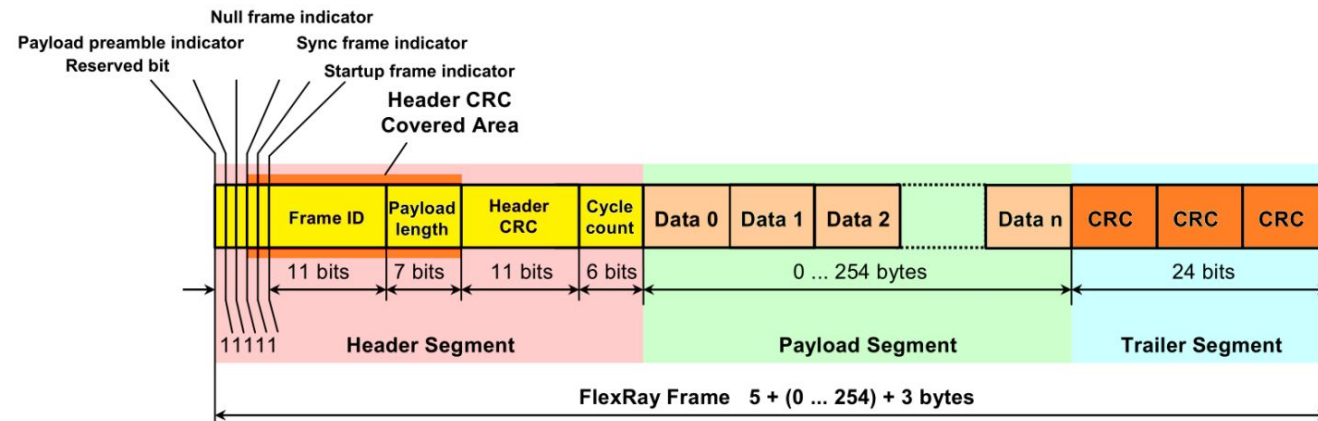 Null frame indicator
Payload preamble indicator
Sync frame indicator
Reserved bit
Startup frame indicator
Header CRC
Covered Area
Frame ID
Payload
length
Header
CRC
Cycle
count
Data 0
Data 1
Data 2
Data n
CRC
CRC
CRC
11 bits
7 bits
11 bits
6 bits
0 ... 254 bytes
24 bits
11111
Header Segment
Payload Segment
Trailer Segment
FlexRay Frame 5 + (0 ... 254) + 3 bytes